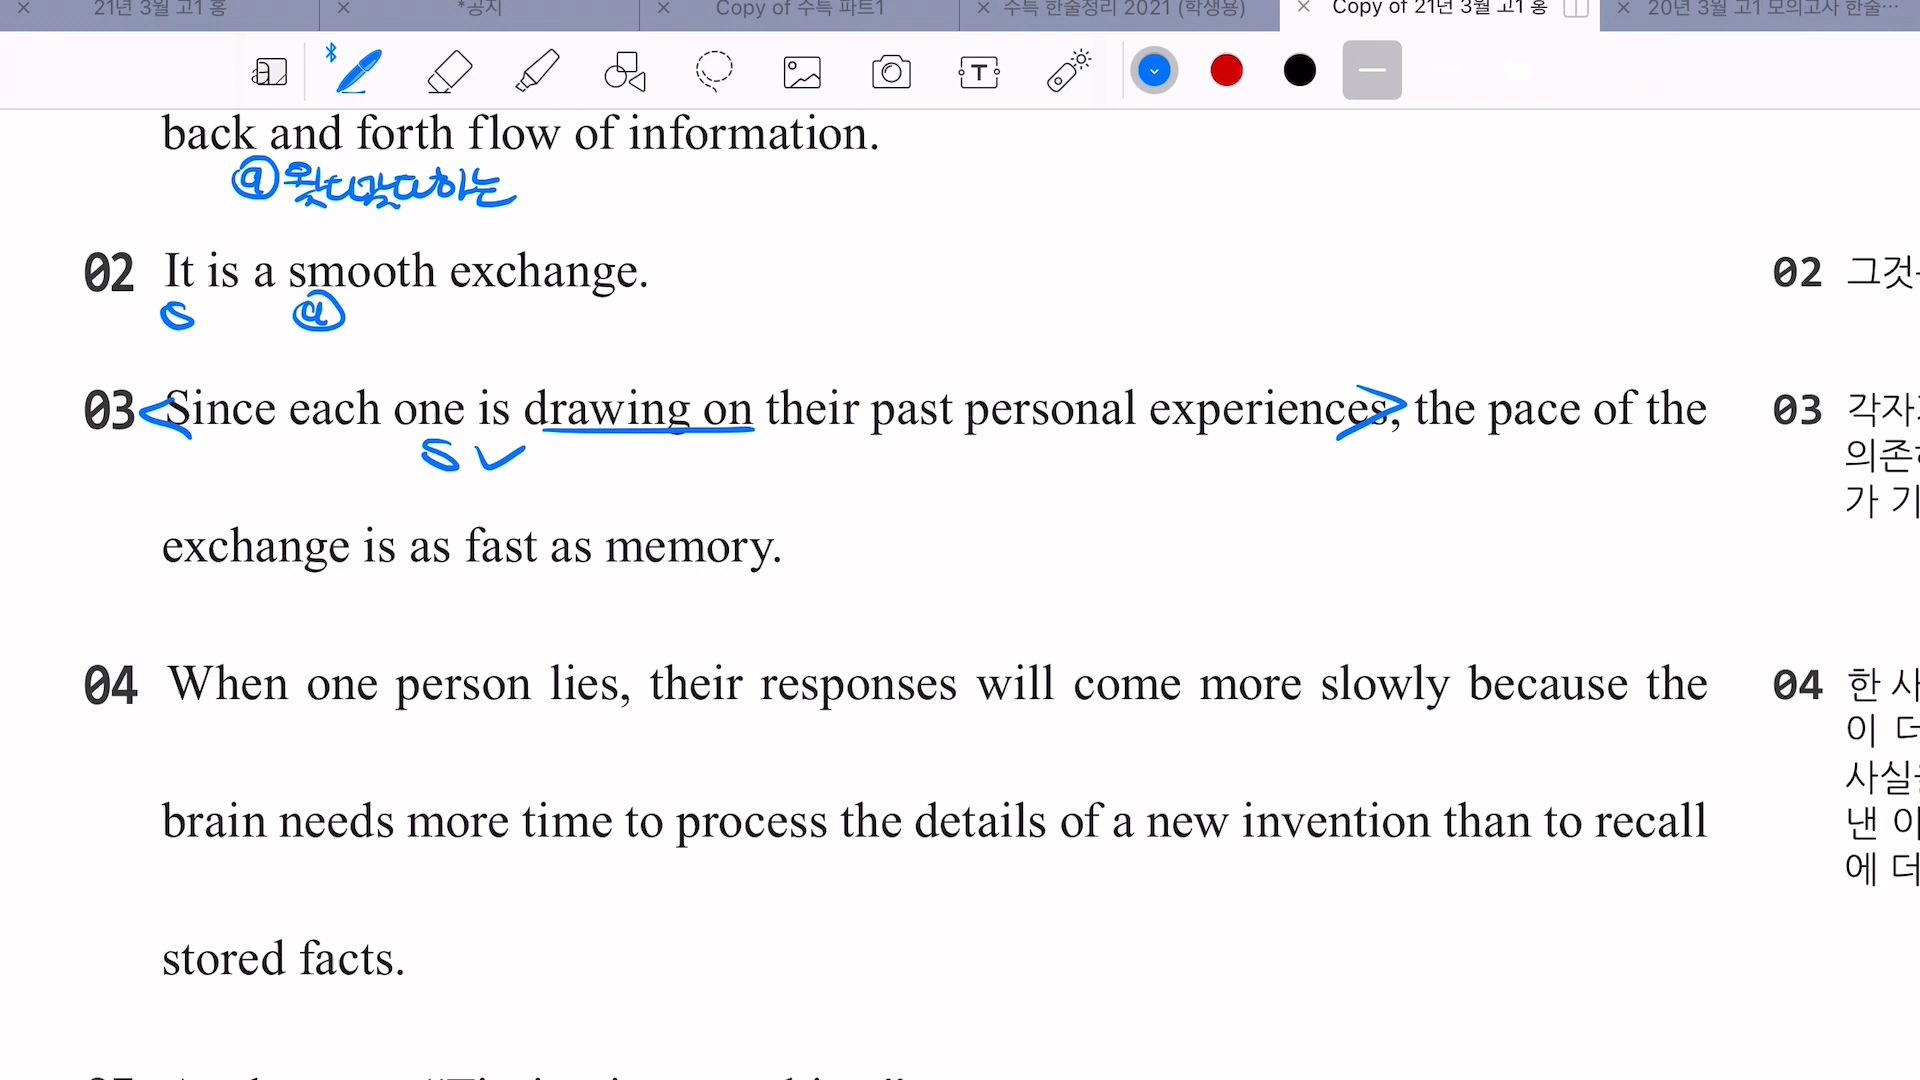 21년 3월 고1 홍
*공지
Copy of 수특 파트1
수특 한술정리 2021 (학생용)
Copy of 21년 3월 고1 홍
20년 3월 고1 모의고사 한술…
T
back and forth flow of information.
ⓐ 왔다갔다하는
02 It is a smooth exchange.
S ⓐ
02 그것
03 <Since each one is drawing on their past personal experiences>, the pace of the
S V
03 각자
의존
가 기
exchange is as fast as memory.
04 When one person lies, their responses will come more slowly because the
04 한 사
이 더
사실
낸 이
에 더
brain needs more time to process the details of a new invention than to recall
stored facts.